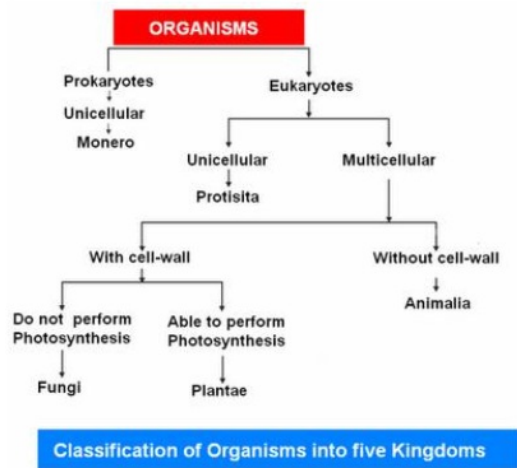 ORGANISMS
Prokaryotes
Eukaryotes
Unicellular
Monero
Unicellular
Multicellular
Protisita
With cell-wall
Without cell-wall
Animalia
Do not perform
Photosynthesis
Able to perform
Photosynthesis
Fungi
Plantae
Classification of Organisms into five Kingdoms